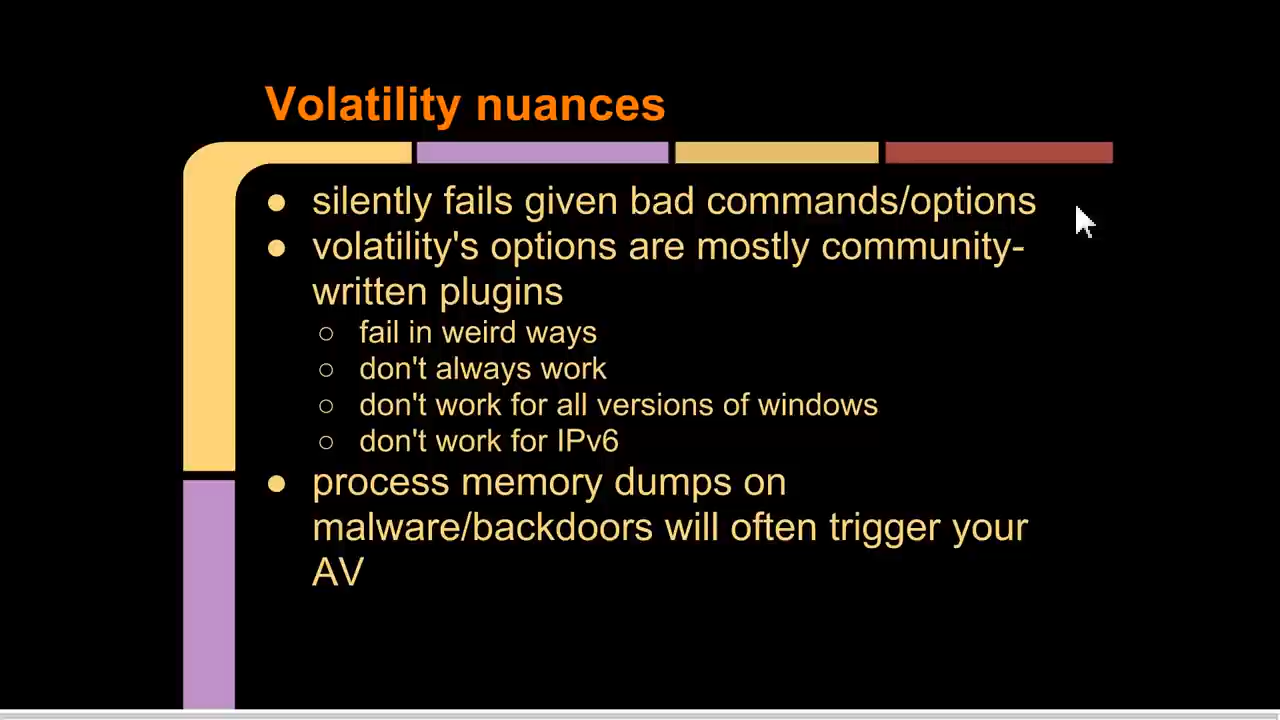 Volatility nuances
● silently fails given bad commands/options
● volatility's options are mostly community-
written plugins
○ fail in weird ways
○ don't always work
○ don't work for all versions of windows
○ don't work for IPv6
● process memory dumps on
malware/backdoors will often trigger your
AV